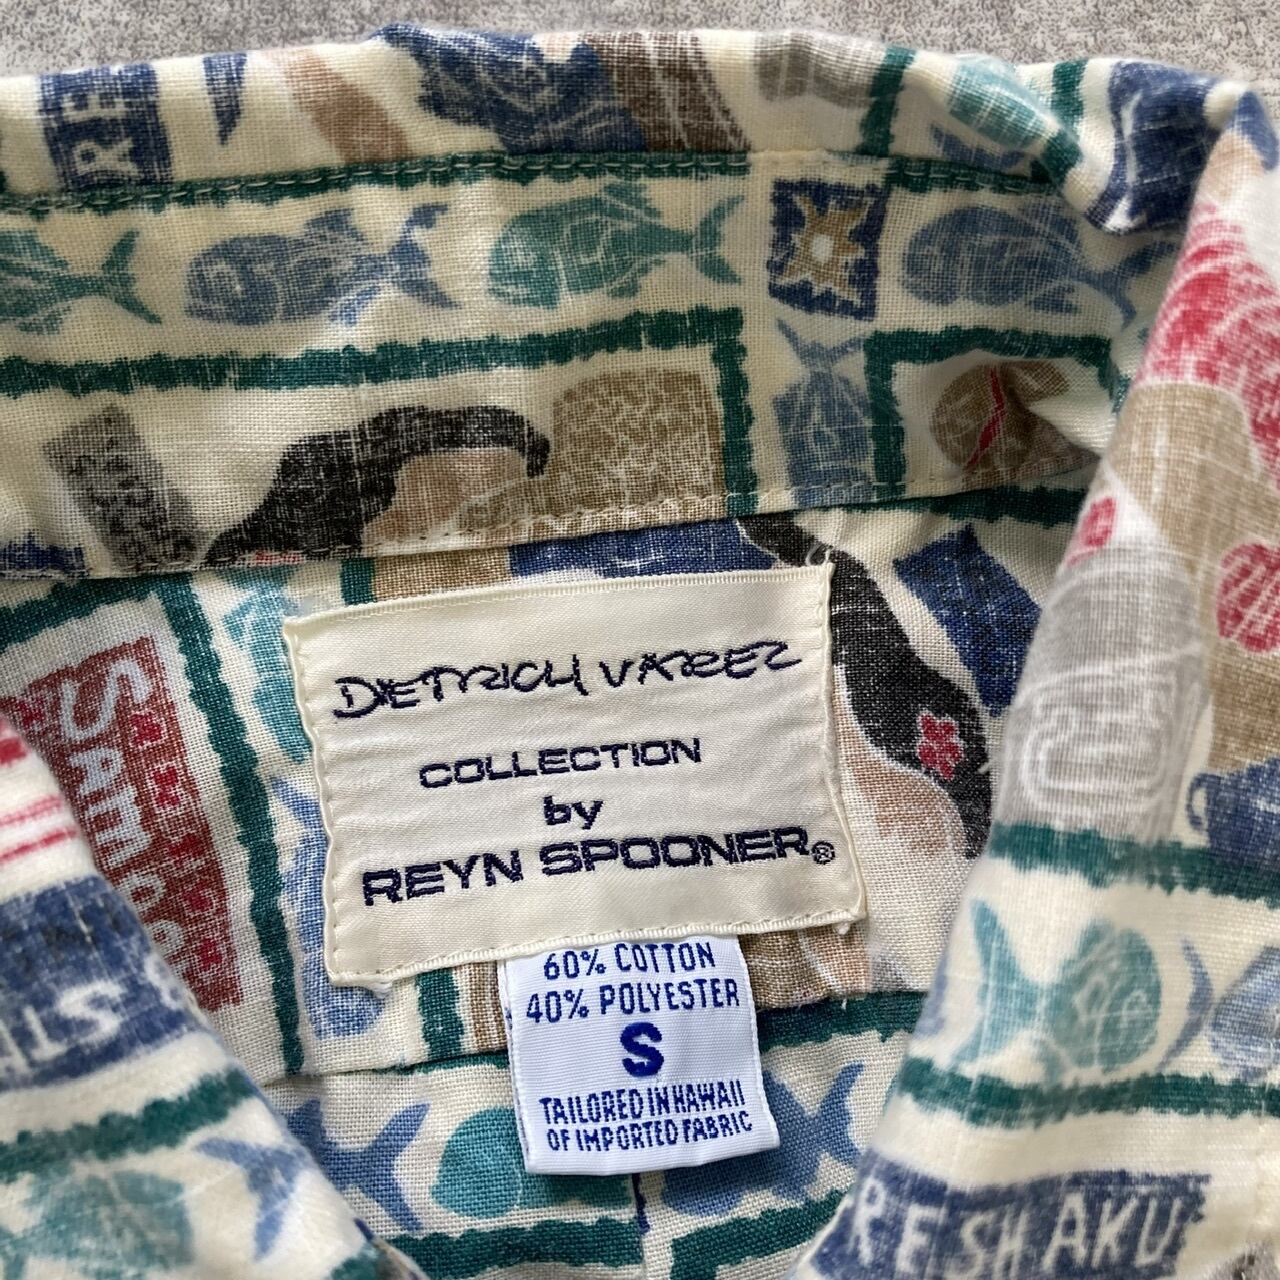 DIETRICH VAREZ
COLLECTION
by
REYN SPOONER®
60% COTTON
40% POLYESTER
S
TAILORED IN HAWAII
OF IMPORTED FABRIC
FRESH AKU